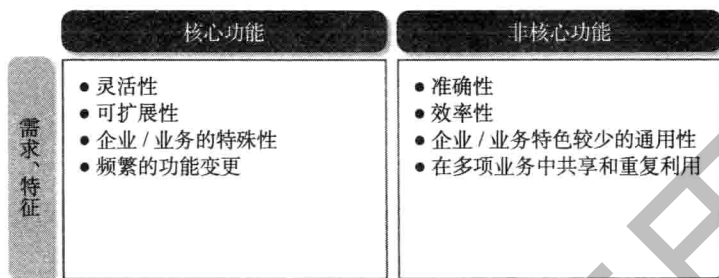 核心功能
非核心功能
需求、特征
● 灵活性
● 可扩展性
● 企业 / 业务的特殊性
● 频繁的功能变更
● 准确性
● 效率性
● 企业 / 业务特色较少的通用性
● 在多项业务中共享和重复利用